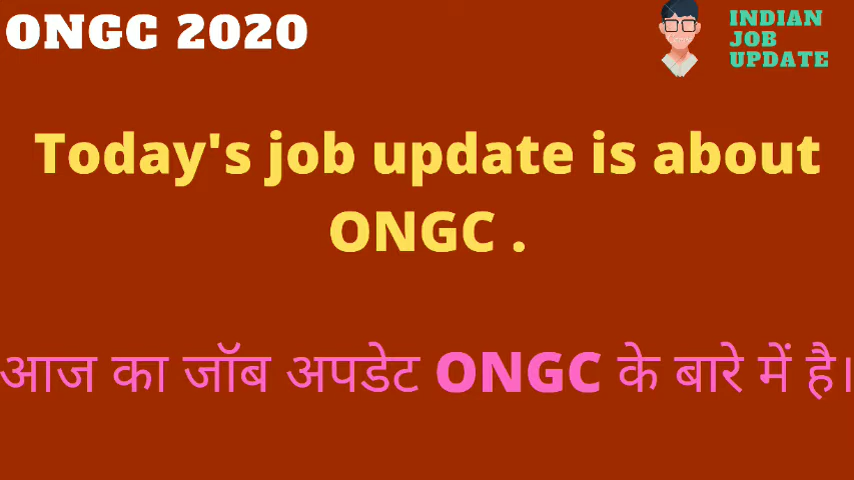 ONGC 2020
INDIAN
JOB
UPDATE
Today's job update is about
ONGC .
आज का जॉब अपडेट ONGC के बारे में है।